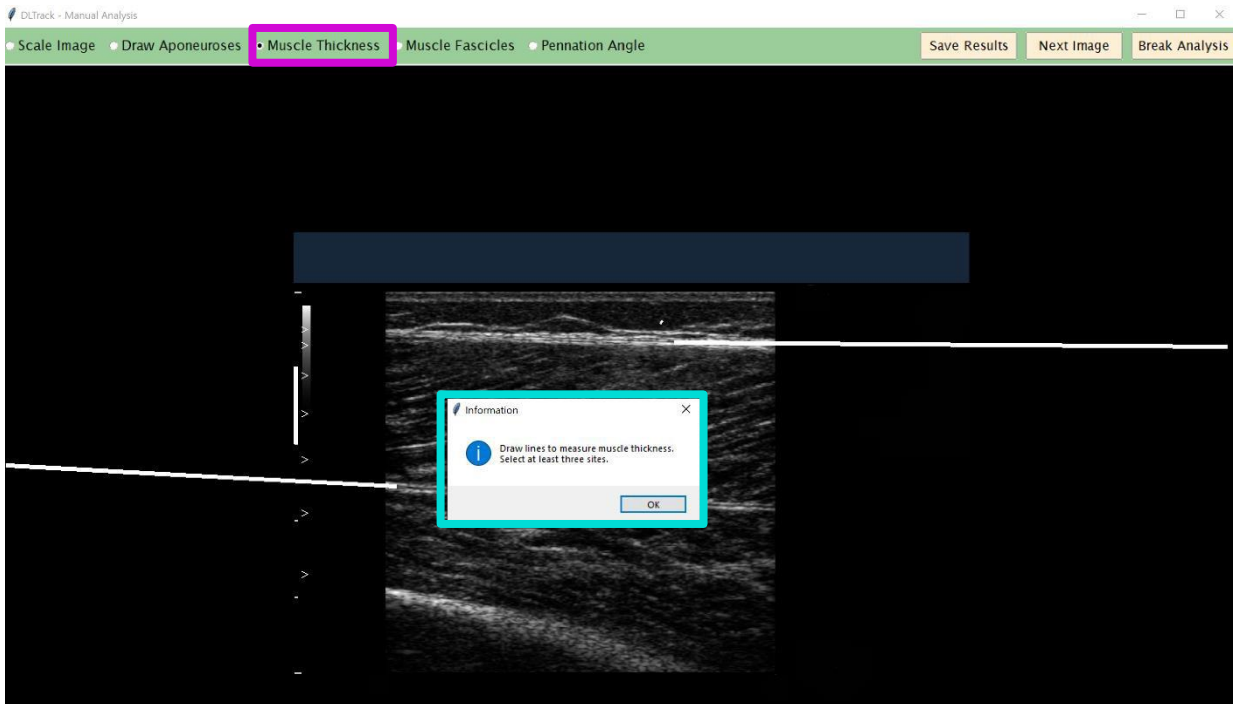 DLTrack - Manual Analysis
Scale Image Draw Aponeuroses Muscle Thickness Muscle Fascicles Pennation Angle Save Results Next Image Break Analysis
Information
Draw lines to measure muscle thickness.
Select at least three sites.
OK